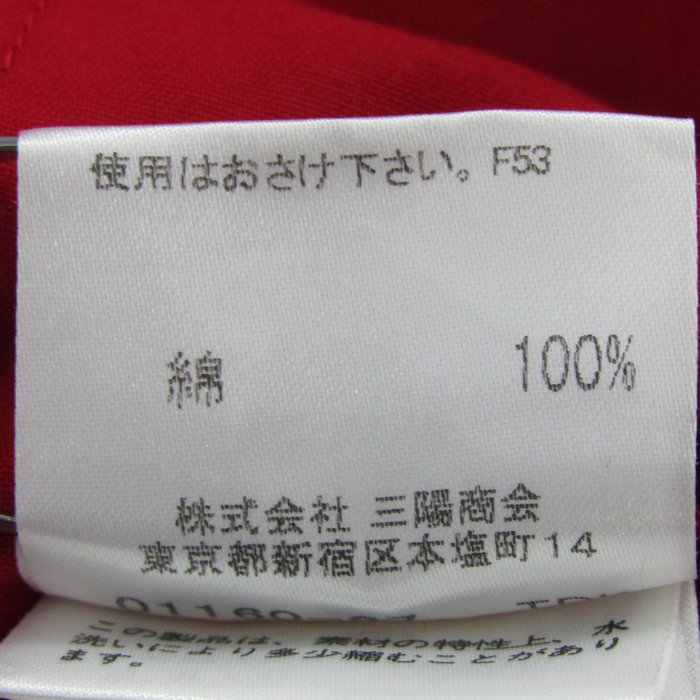 使用はおさけ下さい。F53
綿 100%
株式会社 三陽商会
東京都新宿区本塩町14
この製品は、素材の特性上、水
洗いにより多少縮むことがあり
ます。